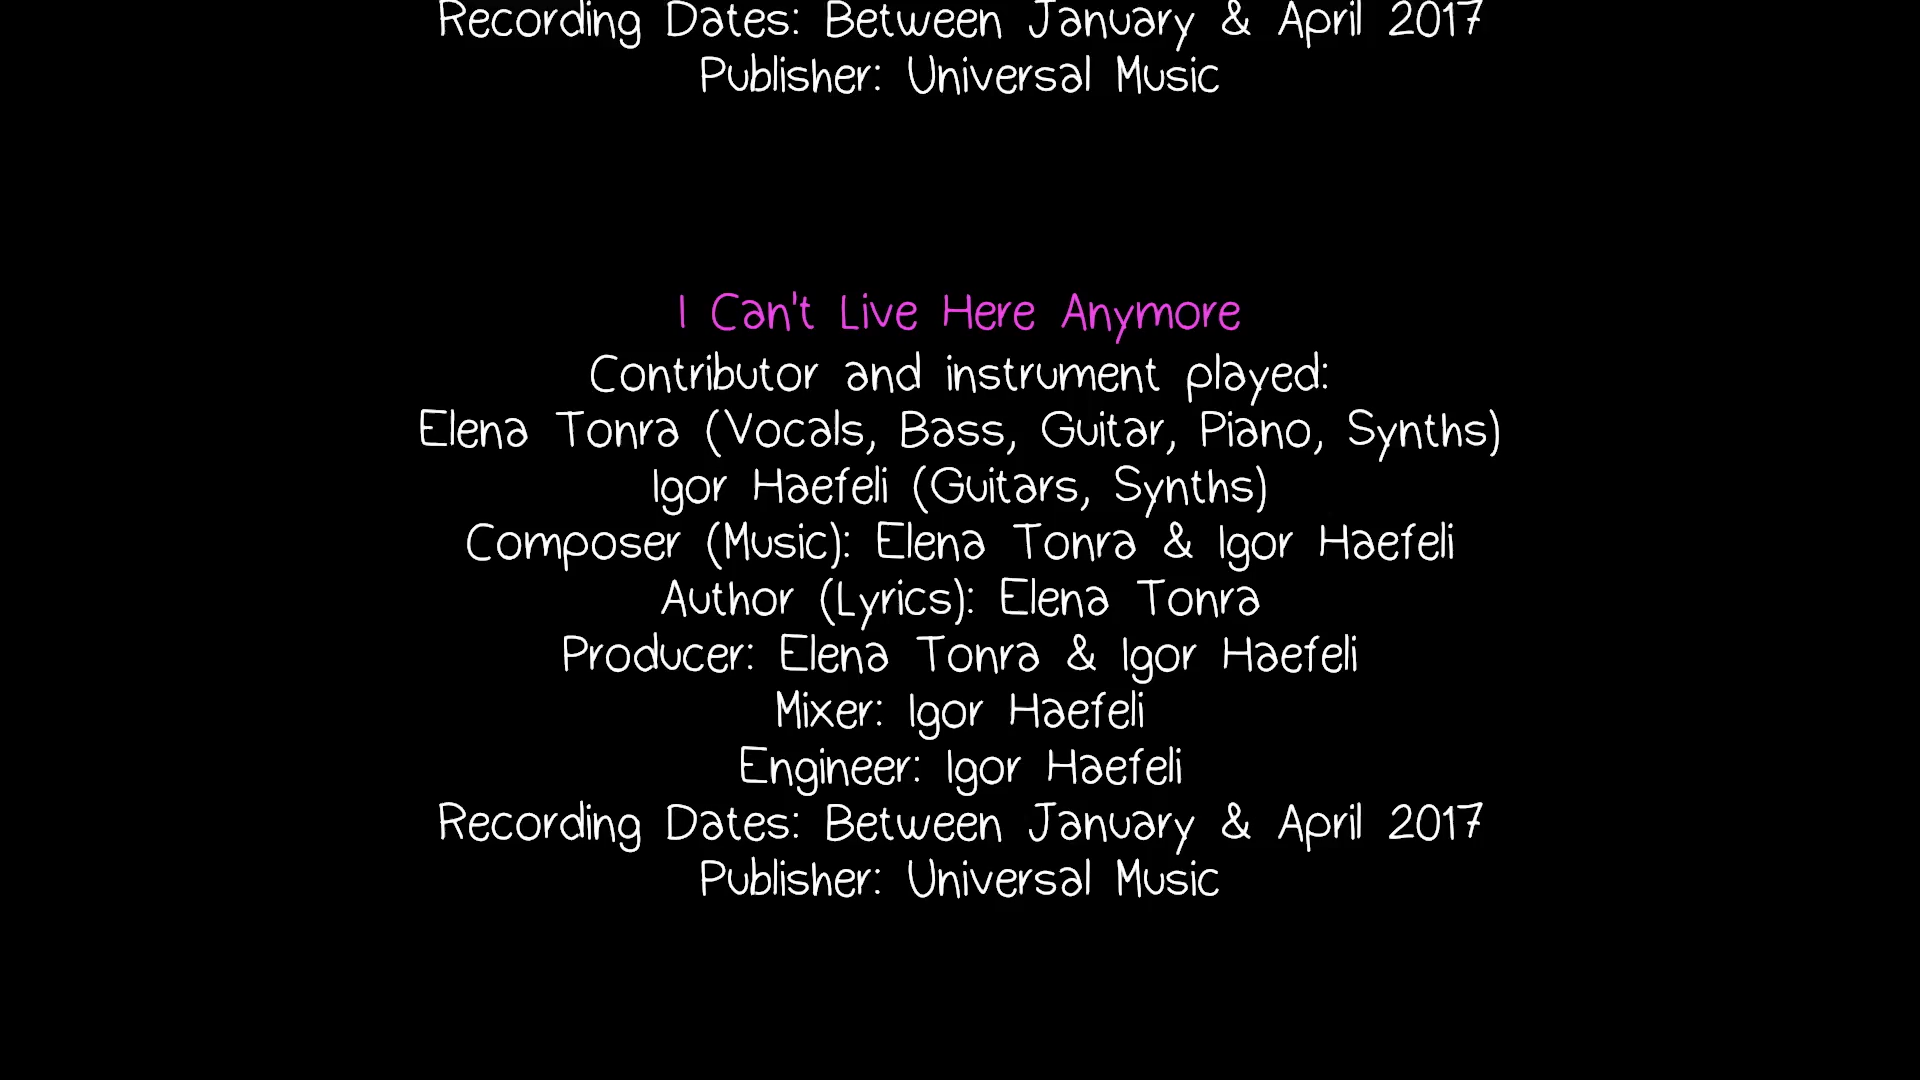 Recording Dates: Between January & April 2017
Publisher: Universal Music
I Can't Live Here Anymore
Contributor and instrument played:
Elena Tonra (Vocals, Bass, Guitar, Piano, Synths)
Igor Haefeli (Guitars, Synths)
Composer (Music): Elena Tonra & Igor Haefeli
Author (Lyrics): Elena Tonra
Producer: Elena Tonra & Igor Haefeli
Mixer: Igor Haefeli
Engineer: Igor Haefeli
Recording Dates: Between January & April 2017
Publisher: Universal Music